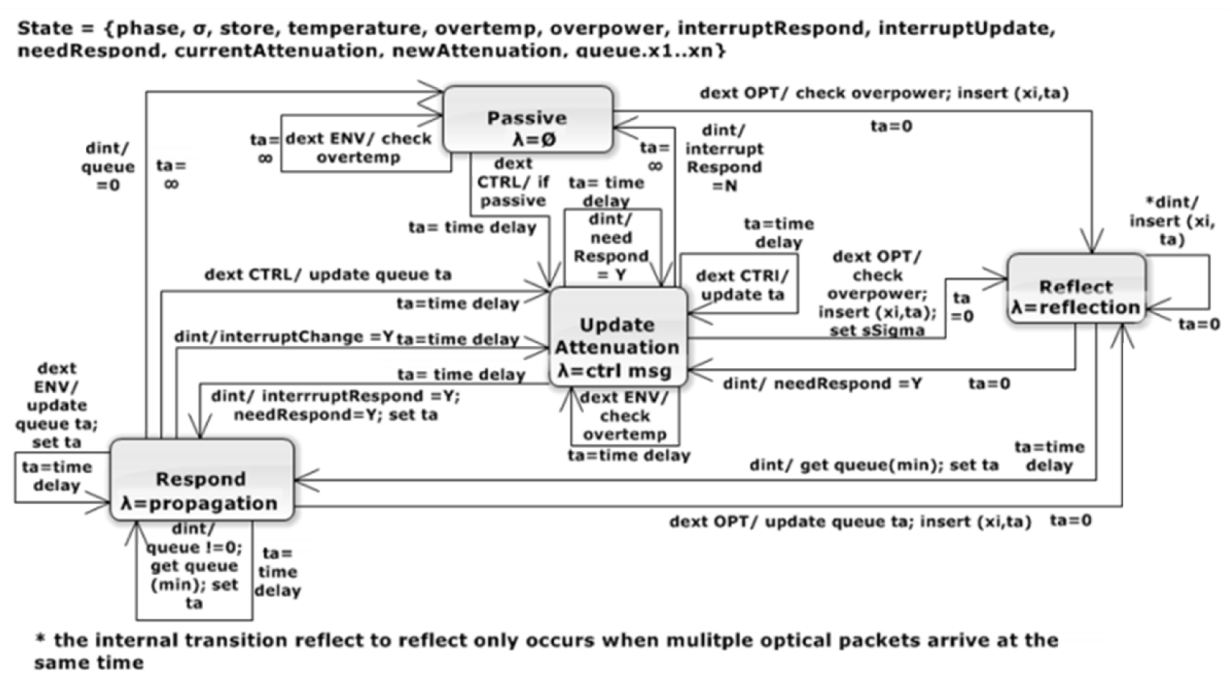 State = {phase, σ, store, temperature, overtemp, overpower, interruptRespond, interruptUpdate,
needRespond, currentAttenuation, newAttenuation, queue.x1..xn}
Passive
λ=Ø
dext OPT/ check overpower; insert (xi,ta)
ta=0
ta=
∞
dext ENV/ check
overtemp
dint/
queue
=0
ta=
∞
dext
CTRL/ if
passive
ta= time delay
ta= time
delay
dint/
need
Respond
= Y
ta=
∞
dint/
interrupt
Respond
=N
ta=time
delay
dext CTRl/
update ta
dext OPT/
check
overpower;
insert (xi,ta);
set sSigma
ta
=0
*dint/
insert (xi,
ta)
ta=0
Reflect
λ=reflection
dext CTRL/ update queue ta
ta=time delay
Update
Attenuation
λ=ctrl msg
dint/interruptChange =Y
ta=time delay
ta= time delay
dint/ interrruptRespond =Y;
needRespond=Y; set ta
dint/ needRespond =Y
ta=0
dext ENV/
check
overtemp
ta=time delay
dext
ENV/
update
queue ta;
set ta
ta=time
delay
Respond
λ=propagation
dint/ get queue(min); set ta
ta=time
delay
dext OPT/ update queue ta; insert (xi,ta)
ta=0
dint/
queue !=0;
get queue
(min); set
ta
ta=
time
delay
* the internal transition reflect to reflect only occurs when mulitple optical packets arrive at the
same time